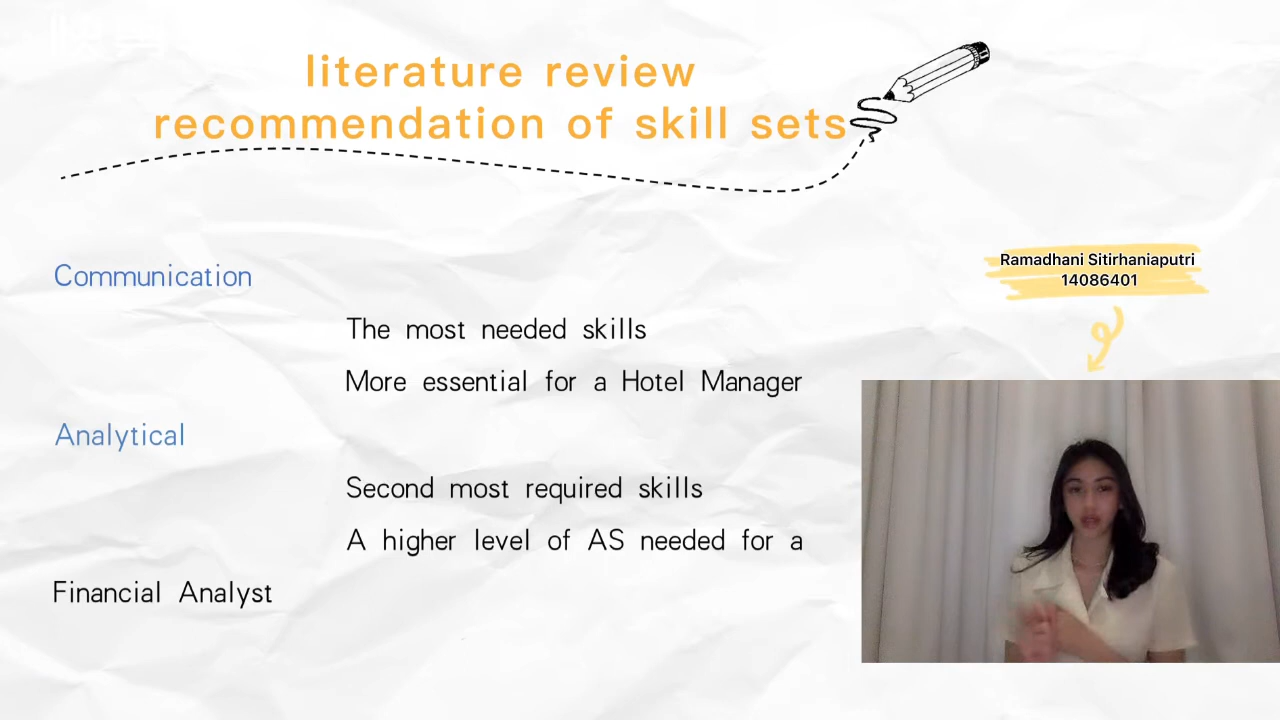 literature review
recommendation of skill sets
Communication
The most needed skills
More essential for a Hotel Manager
Analytical
Second most required skills
A higher level of AS needed for a
Financial Analyst
Ramadhani Sitirhaniaputri
14086401